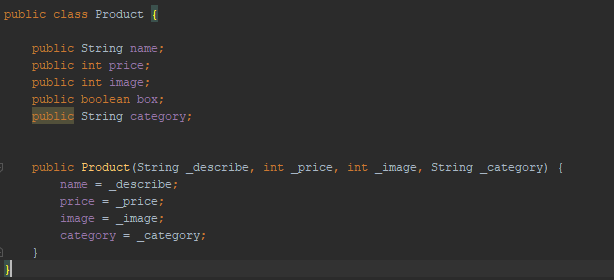 public class Product {
public String name;
public int price;
public int image;
public boolean box;
public String category;
public Product(String _describe, int _price, int _image, String _category) {
name = _describe;
price = _price;
image = _image;
category = _category;
}
}